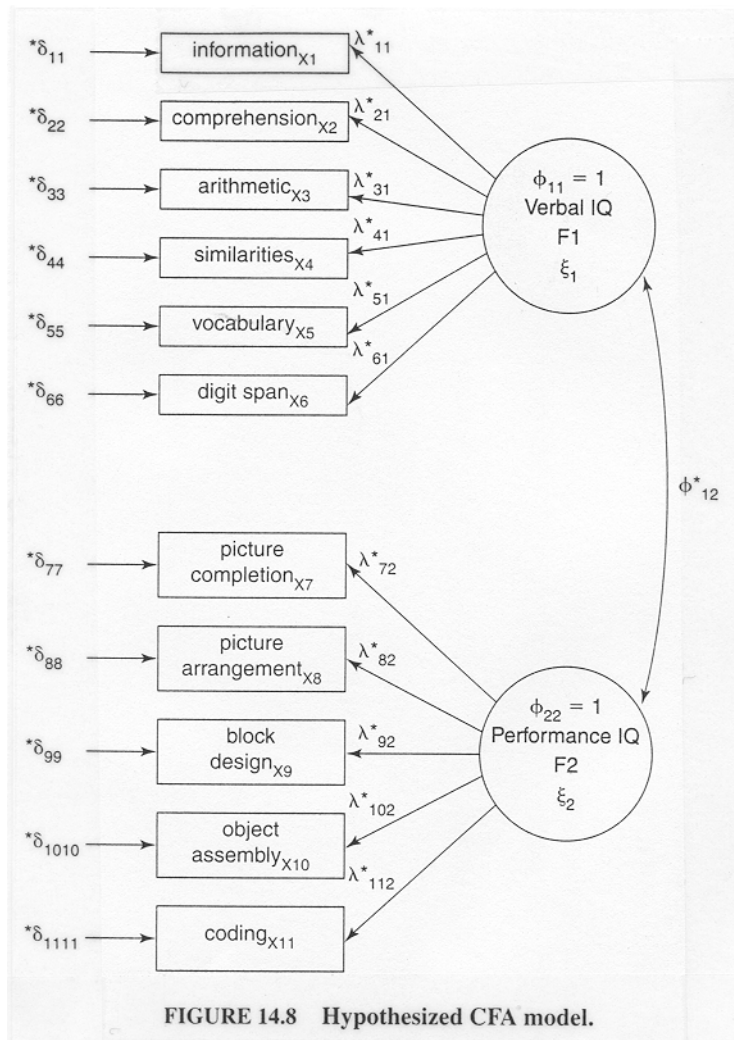 *δ11 information X1 λ*11
*δ22 comprehension X2 λ*21
*δ33 arithmetic X3 λ*31
*δ44 similarities X4 λ*41
*δ55 vocabulary X5 λ*51
*δ66 digit span X6 λ*61
ϕ11 = 1
Verbal IQ
F1
ξ1
ϕ*12
*δ77 picture
completion X7 λ*72
*δ88 picture
arrangement X8 λ*82
*δ99 block
design X9 λ*92
*δ1010 object
assembly X10 λ*102
*δ1111 coding X11 λ*112
ϕ22 = 1
Performance IQ
F2
ξ2
FIGURE 14.8 Hypothesized CFA model.